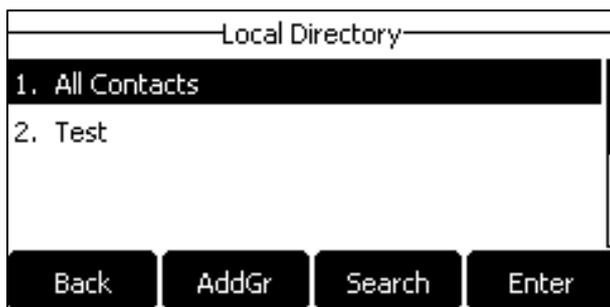 Local Directory
1. All Contacts
2. Test
Back AddGr Search Enter